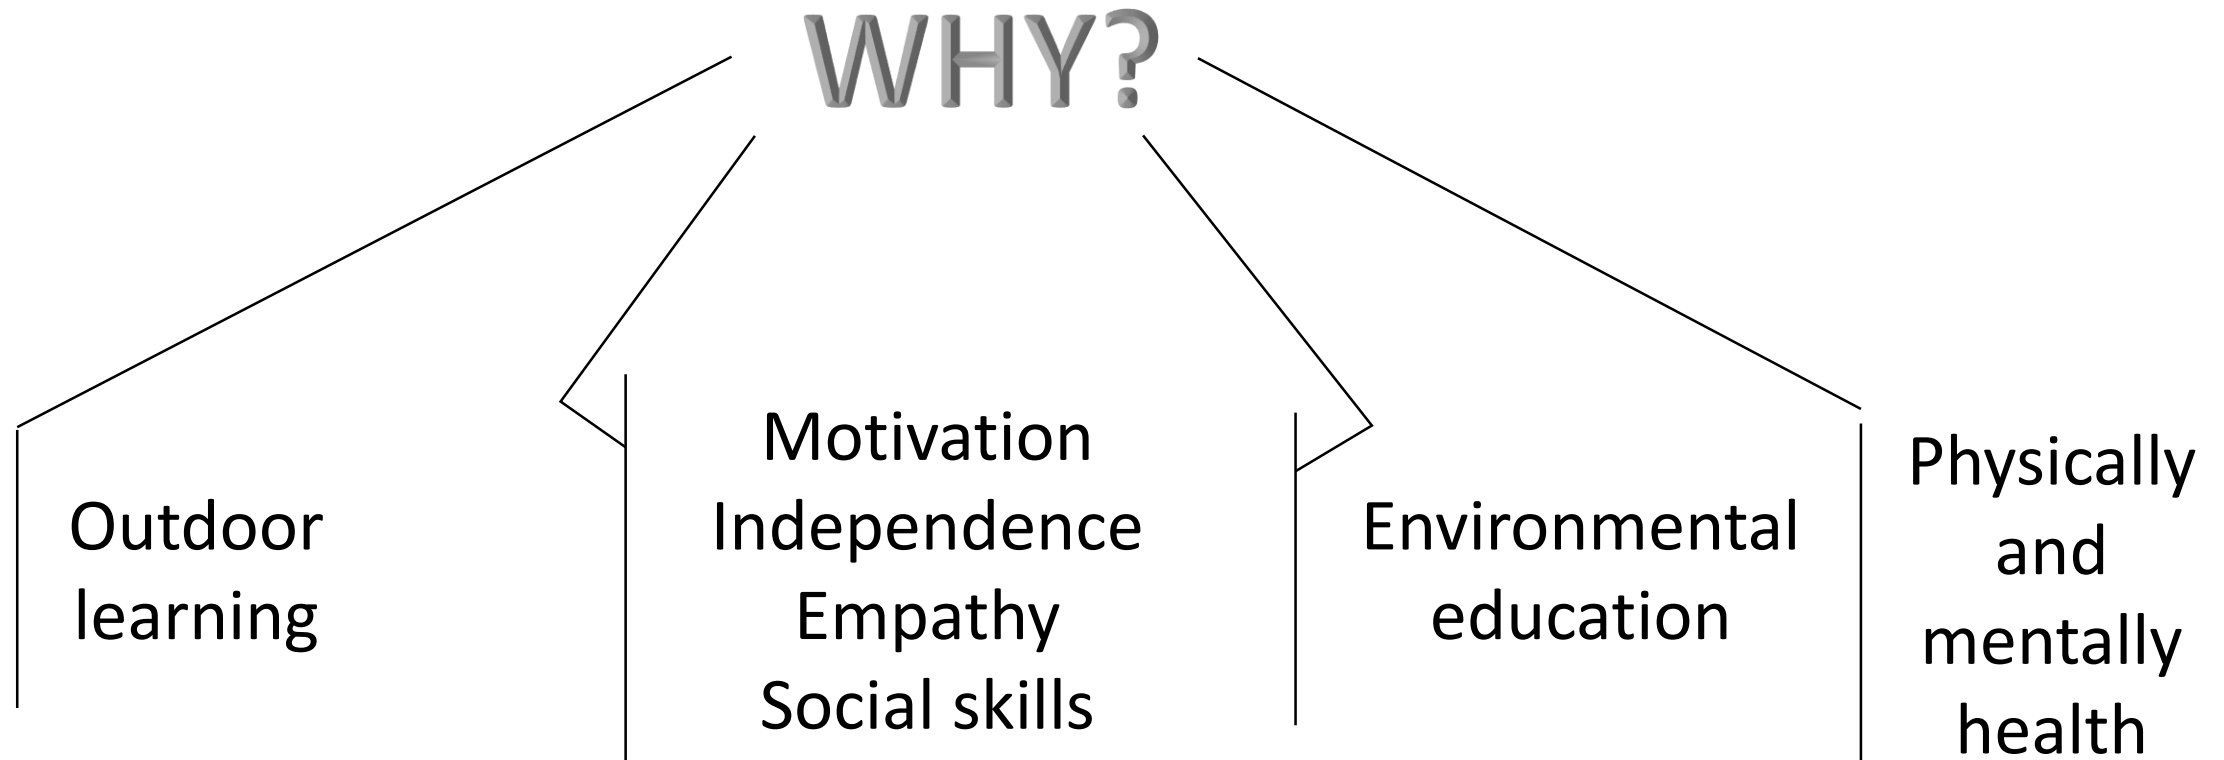 WHY?
Outdoor
learning
Motivation
Independence
Empathy
Social skills
Environmental
education
Physically
and
mentally
health